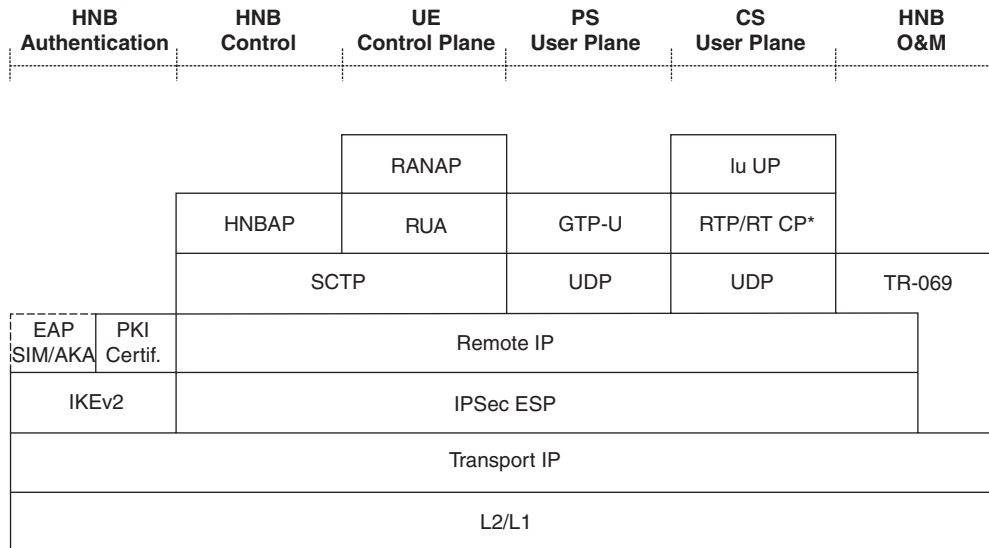 HNB Authentication
HNB Control
UE Control Plane
PS User Plane
CS User Plane
HNB O&M
RANAP
Iu UP
HNBAP
RUA
GTP-U
RTP/RT CP*
SCTP
UDP
UDP
TR-069
EAP SIM/AKA
PKI Certif.
Remote IP
IKEv2
IPSec ESP
Transport IP
L2/L1